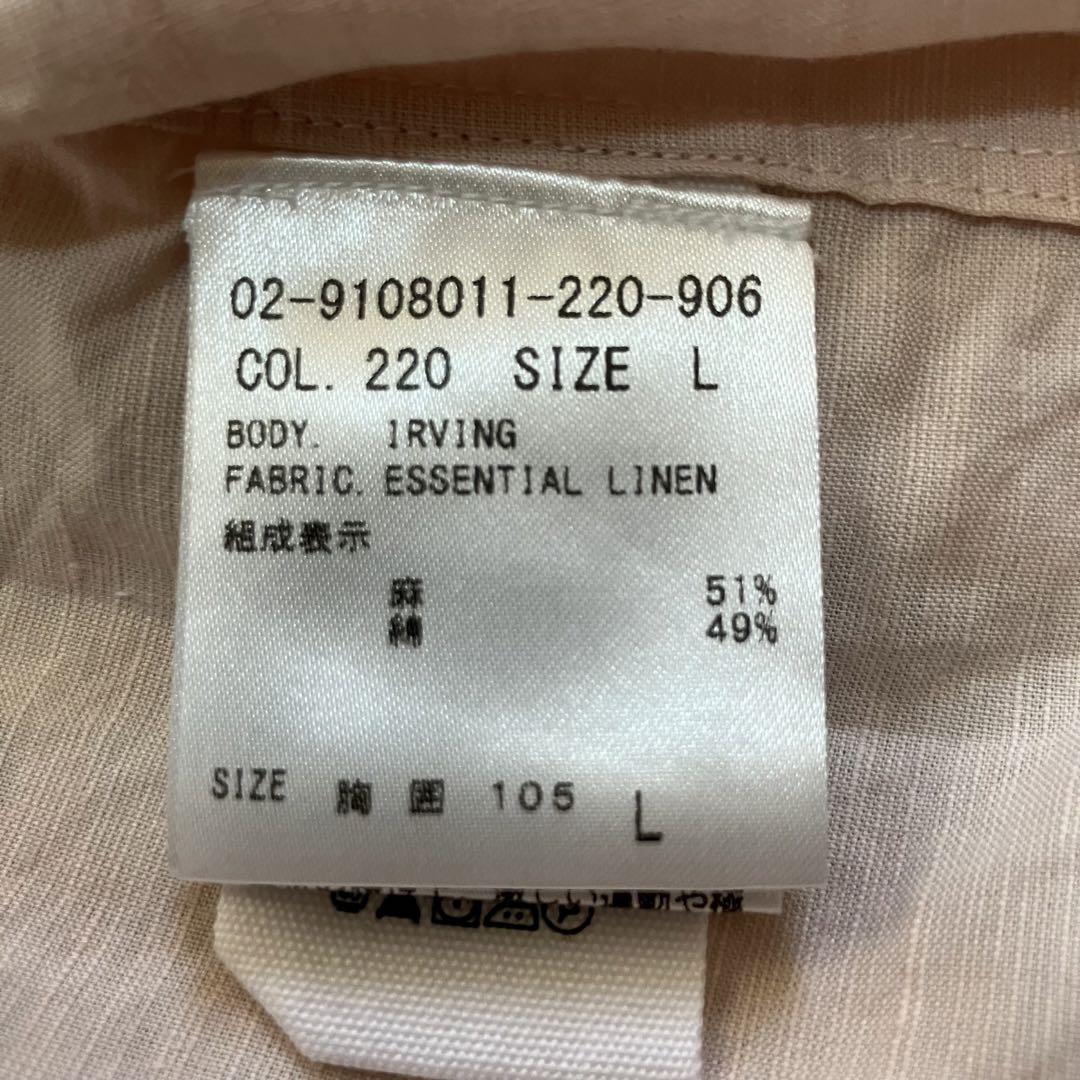 02-9108011-220-906
COL. 220 SIZE L
BODY. IRVING
FABRIC. ESSENTIAL LINEN
組成表示
麻 51%
綿 49%
SIZE 胸囲 105 L